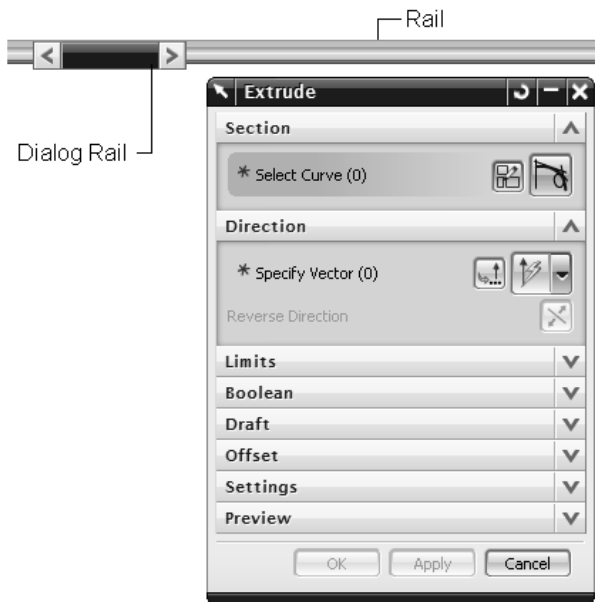 Rail
Dialog Rail
Extrude
Section
* Select Curve (0)
Direction
* Specify Vector (0)
Reverse Direction
Limits
Boolean
Draft
Offset
Settings
Preview
OK Apply Cancel